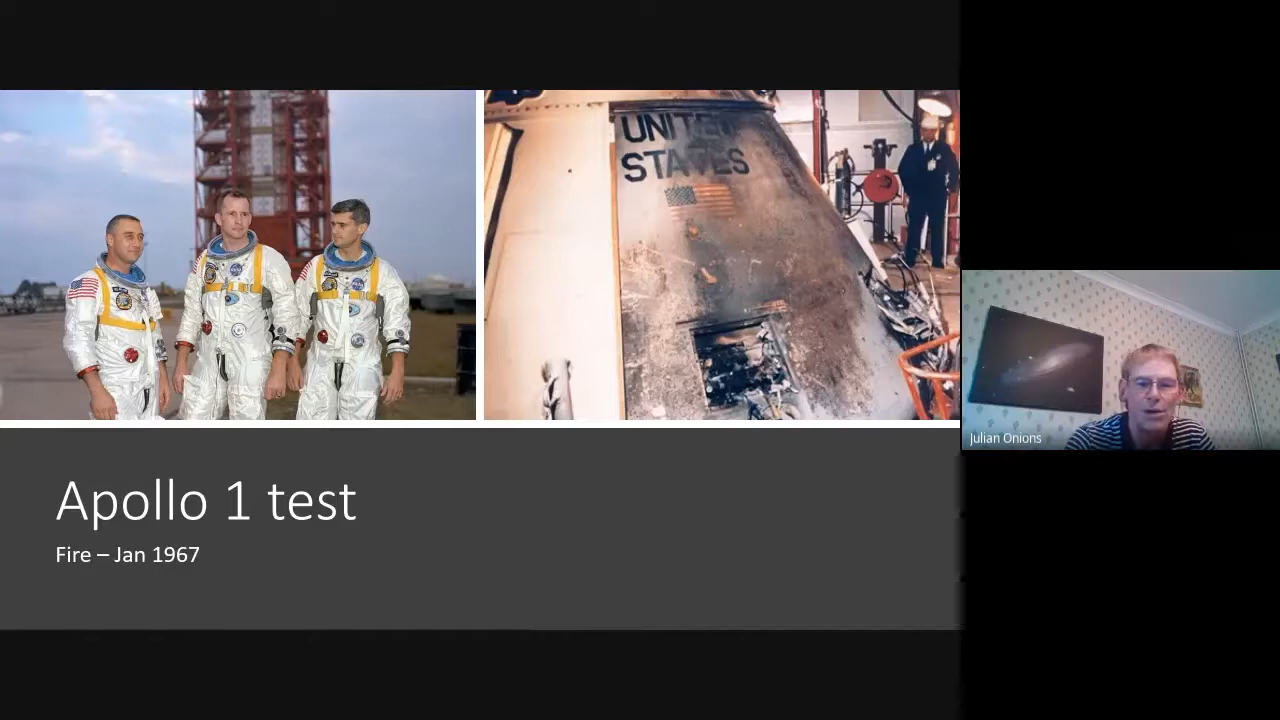 UNITED
STATES
Apollo 1 test
Fire – Jan 1967
Julian Onions